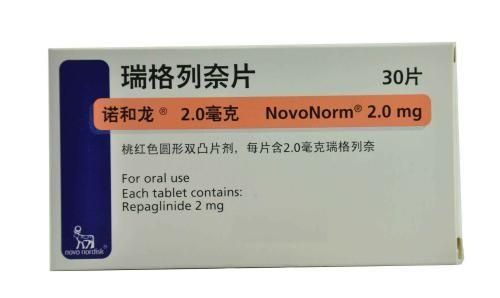 瑞格列奈片 30片
诺和龙® 2.0毫克 NovoNorm® 2.0 mg
桃红色圆形双凸片剂，每片含2.0毫克瑞格列奈
For oral use
Each tablet contains:
Repaglinide 2 mg
novo nordisk®